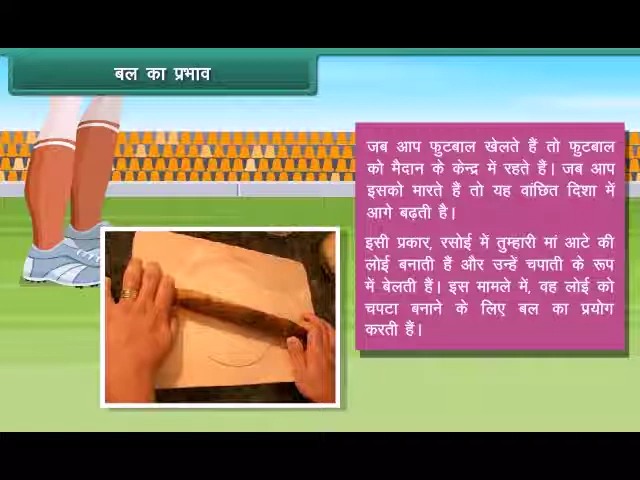 बल का प्रभाव
जब आप फुटबाल खेलते हैं तो फुटबाल
को मैदान के केन्द्र में रहते हैं। जब आप
इसको मारते हैं तो यह वांछित दिशा में
आगे बढ़ती है।
इसी प्रकार, रसोई में तुम्हारी मां आटे की
लोई बनाती हैं और उन्हें चपाती के रूप
में बेलती हैं। इस मामले में, वह लोई को
चपटा बनाने के लिए बल का प्रयोग
करती हैं।